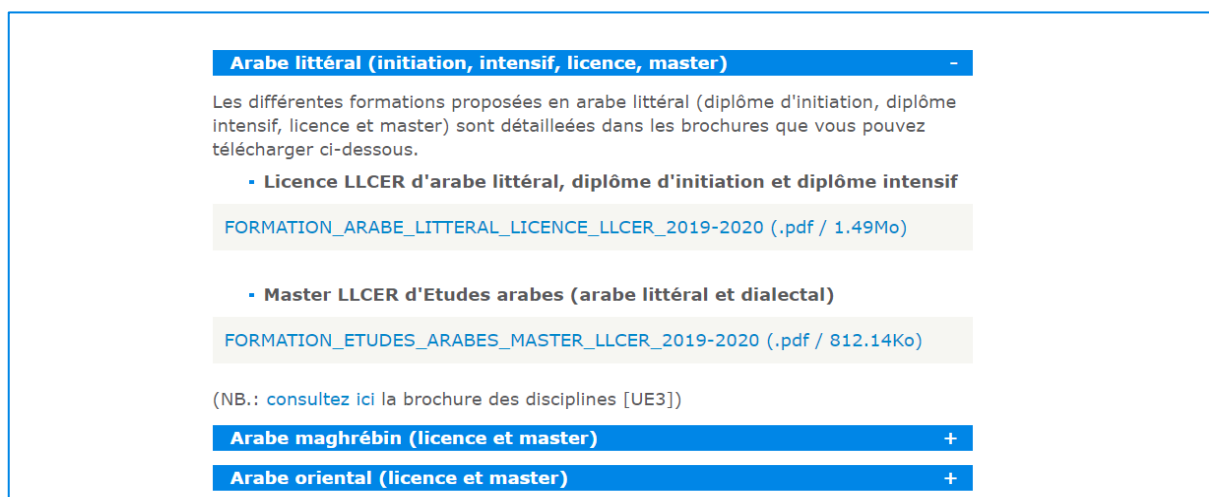 Arabe littéral (initiation, intensif, licence, master) -
Les différentes formations proposées en arabe littéral (diplôme d'initiation, diplôme
intensif, licence et master) sont détailleées dans les brochures que vous pouvez
télécharger ci-dessous.
▪ Licence LLCER d'arabe littéral, diplôme d'initiation et diplôme intensif
FORMATION_ARABE_LITTERAL_LICENCE_LLCER_2019-2020 (.pdf / 1.49Mo)
▪ Master LLCER d'Etudes arabes (arabe littéral et dialectal)
FORMATION_ETUDES_ARABES_MASTER_LLCER_2019-2020 (.pdf / 812.14Ko)
(NB.: consultez ici la brochure des disciplines [UE3])
Arabe maghrébin (licence et master) +
Arabe oriental (licence et master) +